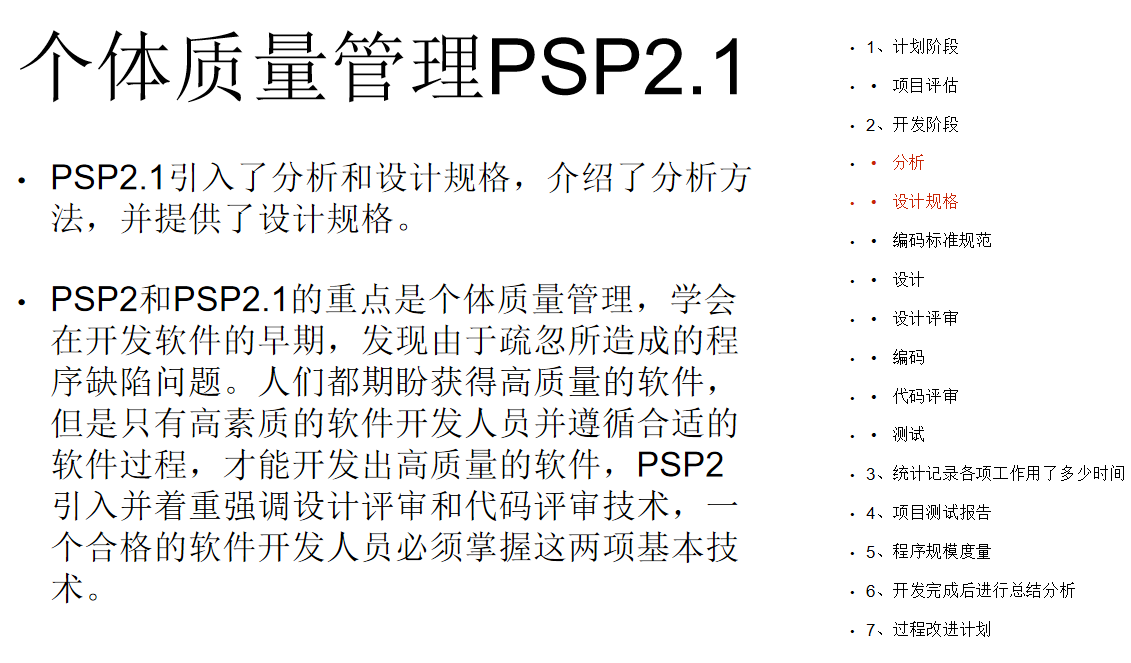 个体质量管理PSP2.1
• PSP2.1引入了分析和设计规格，介绍了分析方
法，并提供了设计规格。
• PSP2和PSP2.1的重点是个体质量管理，学会
在开发软件的早期，发现由于疏忽所造成的程
序缺陷问题。人们都期盼获得高质量的软件，
但是只有高素质的软件开发人员并遵循合适的
软件过程，才能开发出高质量的软件，PSP2
引入并着重强调设计评审和代码评审技术，一
个合格的软件开发人员必须掌握这两项基本技
术。
• 1、计划阶段
• • 项目评估
• 2、开发阶段
• • 分析
• • 设计规格
• • 编码标准规范
• • 设计
• • 设计评审
• • 编码
• • 代码评审
• • 测试
• 3、统计记录各项工作用了多少时间
• 4、项目测试报告
• 5、程序规模度量
• 6、开发完成后进行总结分析
• 7、过程改进计划